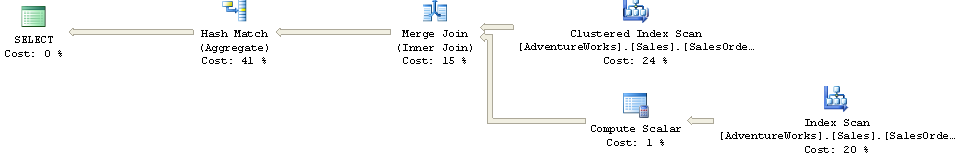 SELECT
Cost: 0 %
Hash Match
(Aggregate)
Cost: 41 %
Merge Join
(Inner Join)
Cost: 15 %
Clustered Index Scan
[AdventureWorks].[Sales].[SalesOrde…
Cost: 24 %
Compute Scalar
Cost: 1 %
Index Scan
[AdventureWorks].[Sales].[SalesOrde…
Cost: 20 %